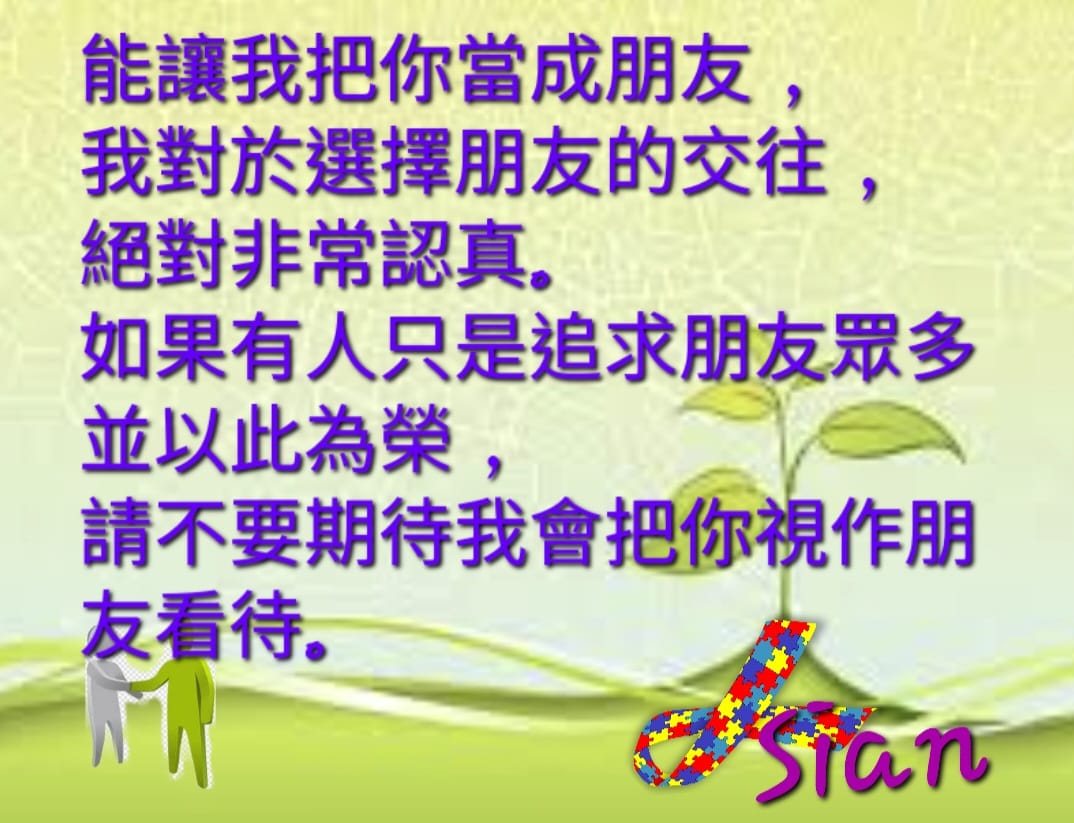 能讓我把你當成朋友，
我對於選擇朋友的交往，
絕對非常認真。
如果有人只是追求朋友眾多
並以此為榮，
請不要期待我會把你視作朋
友看待。
Sian